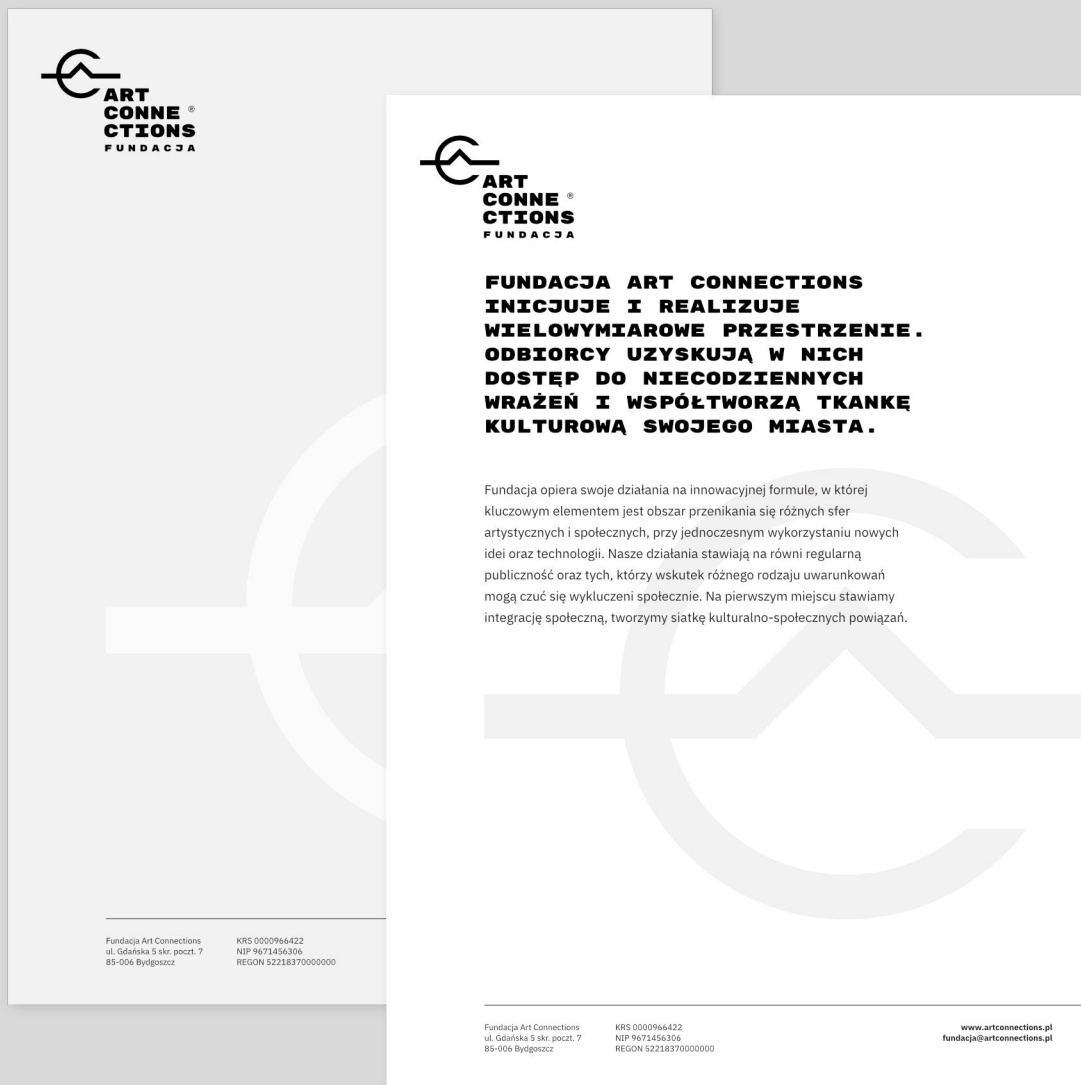 ART
CONNE ®
CTIONS
FUNDACJA
Fundacja Art Connections
ul. Gdańska 5 skr. poczt. 7
85-006 Bydgoszcz
KRS 0000966422
NIP 9671456306
REGON 52218370000000
ART
CONNE ®
CTIONS
FUNDACJA
FUNDACJA ART CONNECTIONS
INICJUJE I REALIZUJE
WIELOWYMIAROWE PRZESTRZENIE.
ODBIORCY UZYSKUJĄ W NICH
DOSTĘP DO NIECODZIENNYCH
WRAŻEŃ I WSPÓŁTWORZĄ TKANKĘ
KULTUROWĄ SWOJEGO MIASTA.
Fundacja opiera swoje działania na innowacyjnej formule, w której
kluczowym elementem jest obszar przenikania się różnych sfer
artystycznych i społecznych, przy jednoczesnym wykorzystaniu nowych
idei oraz technologii. Nasze działania stawiają na równi regularną
publiczność oraz tych, którzy wskutek różnego rodzaju uwarunkowań
mogą czuć się wykluczeni społecznie. Na pierwszym miejscu stawiamy
integrację społeczną, tworzymy siatkę kulturalno-społecznych powiązań.
Fundacja Art Connections
ul. Gdańska 5 skr. poczt. 7
85-006 Bydgoszcz
KRS 0000966422
NIP 9671456306
REGON 52218370000000
www.artconnections.pl
fundacja@artconnections.pl